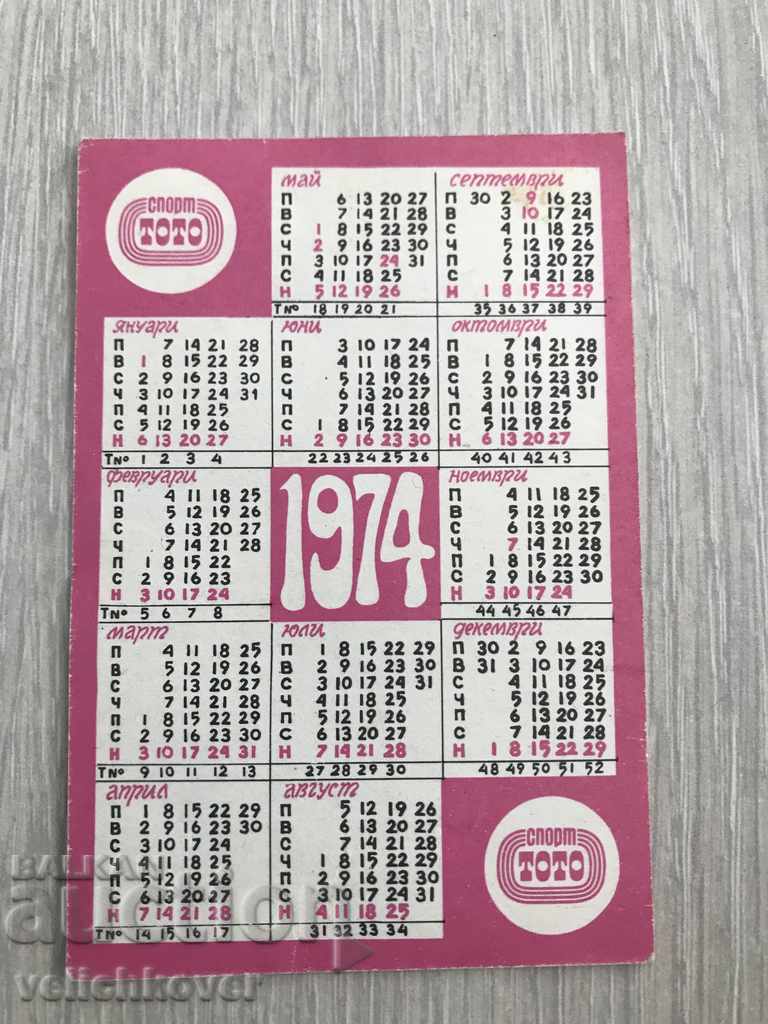 СПОРТ
ТОТО
МАЙ
П 6 13 20 27
В 7 14 21 28
С 1 8 15 22 29
Ч 2 9 16 23 30
П 3 10 17 24 31
С 4 11 18 25
Н 5 12 19 26
Т№ 18 19 20 21
СЕПТЕМВРИ
П 30 2 9 16 23
В 3 10 17 24
С 4 11 18 25
Ч 5 12 19 26
П 6 13 20 27
С 7 14 21 28
Н 1 8 15 22 29
35 36 37 38 39
ЯНУАРИ
П 7 14 21 28
В 1 8 15 22 29
С 2 9 16 23 30
Ч 3 10 17 24 31
П 4 11 18 25
С 5 12 19 26
Н 6 13 20 27
Т№ 1 2 3 4
ЮНИ
П 3 10 17 24
В 4 11 18 25
С 5 12 19 26
Ч 6 13 20 27
П 7 14 21 28
С 1 8 15 22 29
Н 2 9 16 23 30
22 23 24 25 26
ОКТОМВРИ
П 7 14 21 28
В 1 8 15 22 29
С 2 9 16 23 30
Ч 3 10 17 24 31
П 4 11 18 25
С 5 12 19 26
Н 6 13 20 27
40 41 42 43
ФЕВРУАРИ
П 4 11 18 25
В 5 12 19 26
С 6 13 20 27
Ч 7 14 21 28
П 1 8 15 22
С 2 9 16 23
Н 3 10 17 24
Т№ 5 6 7 8
1974
НОЕМВРИ
П 4 11 18 25
В 5 12 19 26
С 6 13 20 27
Ч 7 14 21 28
П 1 8 15 22 29
С 2 9 16 23 30
Н 3 10 17 24
44 45 46 47
МАРТ
П 4 11 18 25
В 5 12 19 26
С 6 13 20 27
Ч 7 14 21 28
П 1 8 15 22 29
С 2 9 16 23 30
Н 3 10 17 24 31
Т№ 9 10 11 12 13
ЮЛИ
П 1 8 15 22 29
В 2 9 16 23 30
С 3 10 17 24 31
Ч 4 11 18 25
П 5 12 19 26
С 6 13 20 27
Н 7 14 21 28
27 28 29 30
ДЕКЕМВРИ
П 30 2 9 16 23
В 31 3 10 17 24
С 4 11 18 25
Ч 5 12 19 26
П 6 13 20 27
С 7 14 21 28
Н 1 8 15 22 29
48 49 50 51 52
АПРИЛ
П 1 8 15 22 29
В 2 9 16 23 30
С 3 10 17 24
Ч 4 11 18 25
П 5 12 19 26
С 6 13 20 27
Н 7 14 21 28
Т№ 14 15 16 17
АВГУСТ
П 5 12 19 26
В 6 13 20 27
С 7 14 21 28
Ч 1 8 15 22 29
П 2 9 16 23 30
С 3 10 17 24 31
Н 4 11 18 25
31 32 33 34
СПОРТ
ТОТО
BALKAN
auction
velichkover